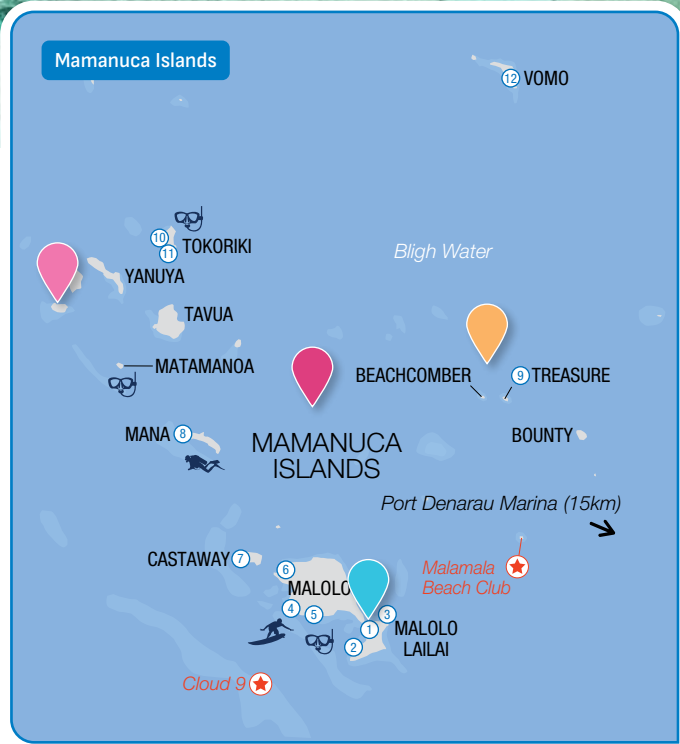 Mamanuca Islands
12 VOMO
10
11
TOKORIKI
Bligh Water
YANUYA
TAVUA
MATAMANOA
BEACHCOMBER
9 TREASURE
MANA 8
BOUNTY
MAMANUCA
ISLANDS
Port Denarau Marina (15km)
CASTAWAY 7
6
Malamala
Beach Club
MALOLO
4
5
3
1
2
MALOLO
LAILAI
Cloud 9